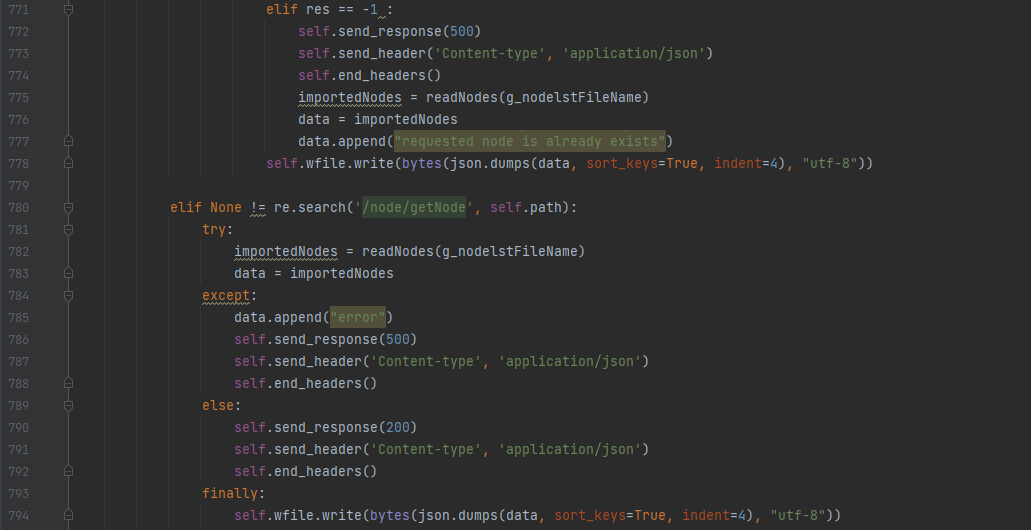 771 elif res == -1 :
772 self.send_response(500)
773 self.send_header('Content-type', 'application/json')
774 self.end_headers()
775 importedNodes = readNodes(g_nodelstFileName)
776 data = importedNodes
777 data.append("requested node is already exists")
778 self.wfile.write(bytes(json.dumps(data, sort_keys=True, indent=4), "utf-8"))
779
780 elif None != re.search('/node/getNode', self.path):
781 try:
782 importedNodes = readNodes(g_nodelstFileName)
783 data = importedNodes
784 except:
785 data.append("error")
786 self.send_response(500)
787 self.send_header('Content-type', 'application/json')
788 self.end_headers()
789 else:
790 self.send_response(200)
791 self.send_header('Content-type', 'application/json')
792 self.end_headers()
793 finally:
794 self.wfile.write(bytes(json.dumps(data, sort_keys=True, indent=4), "utf-8"))